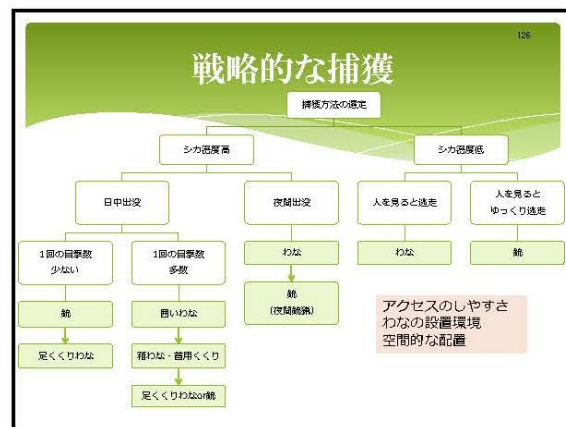 126
戦略的な捕獲
捕獲方法の選定
シカ密度高
シカ密度低
日中出没
夜間出没
人を見ると逃走
人を見ると
ゆっくり逃走
1回の目撃数
少ない
1回の目撃数
多数
わな
わな
銃
銃
囲いわな
銃
(夜間銃猟)
足くくりわな
箱わな・首用くくり
足くくりわなor銃
アクセスのしやすさ
わなの設置環境
空間的な配置